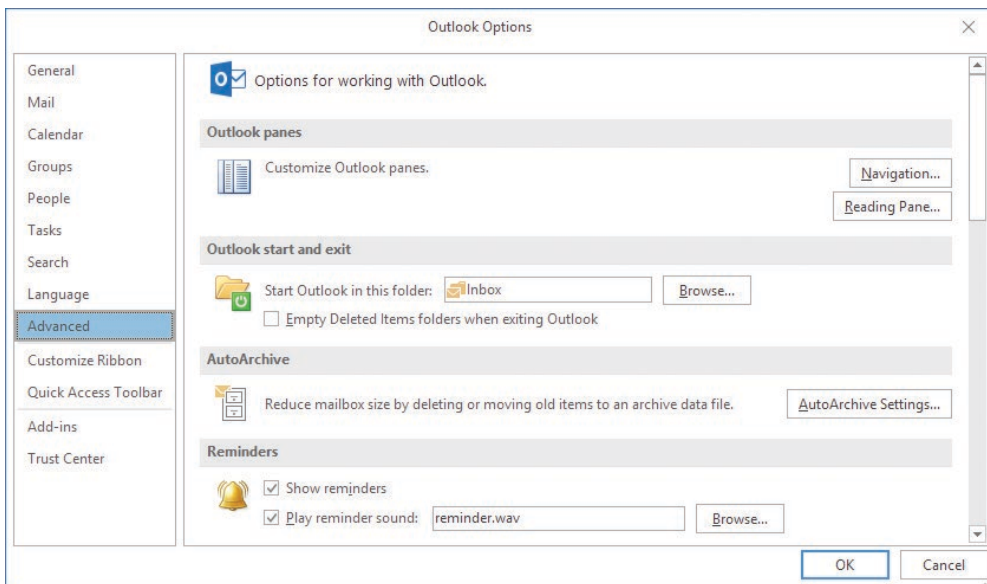 Outlook Options
General
Mail
Calendar
Groups
People
Tasks
Search
Language
Advanced
Customize Ribbon
Quick Access Toolbar
Add-ins
Trust Center
Options for working with Outlook.
Outlook panes
Customize Outlook panes.
Navigation...
Reading Pane...
Outlook start and exit
Start Outlook in this folder: Inbox Browse...
Empty Deleted Items folders when exiting Outlook
AutoArchive
Reduce mailbox size by deleting or moving old items to an archive data file. AutoArchive Settings...
Reminders
Show reminders
Play reminder sound: reminder.wav Browse...
OK Cancel